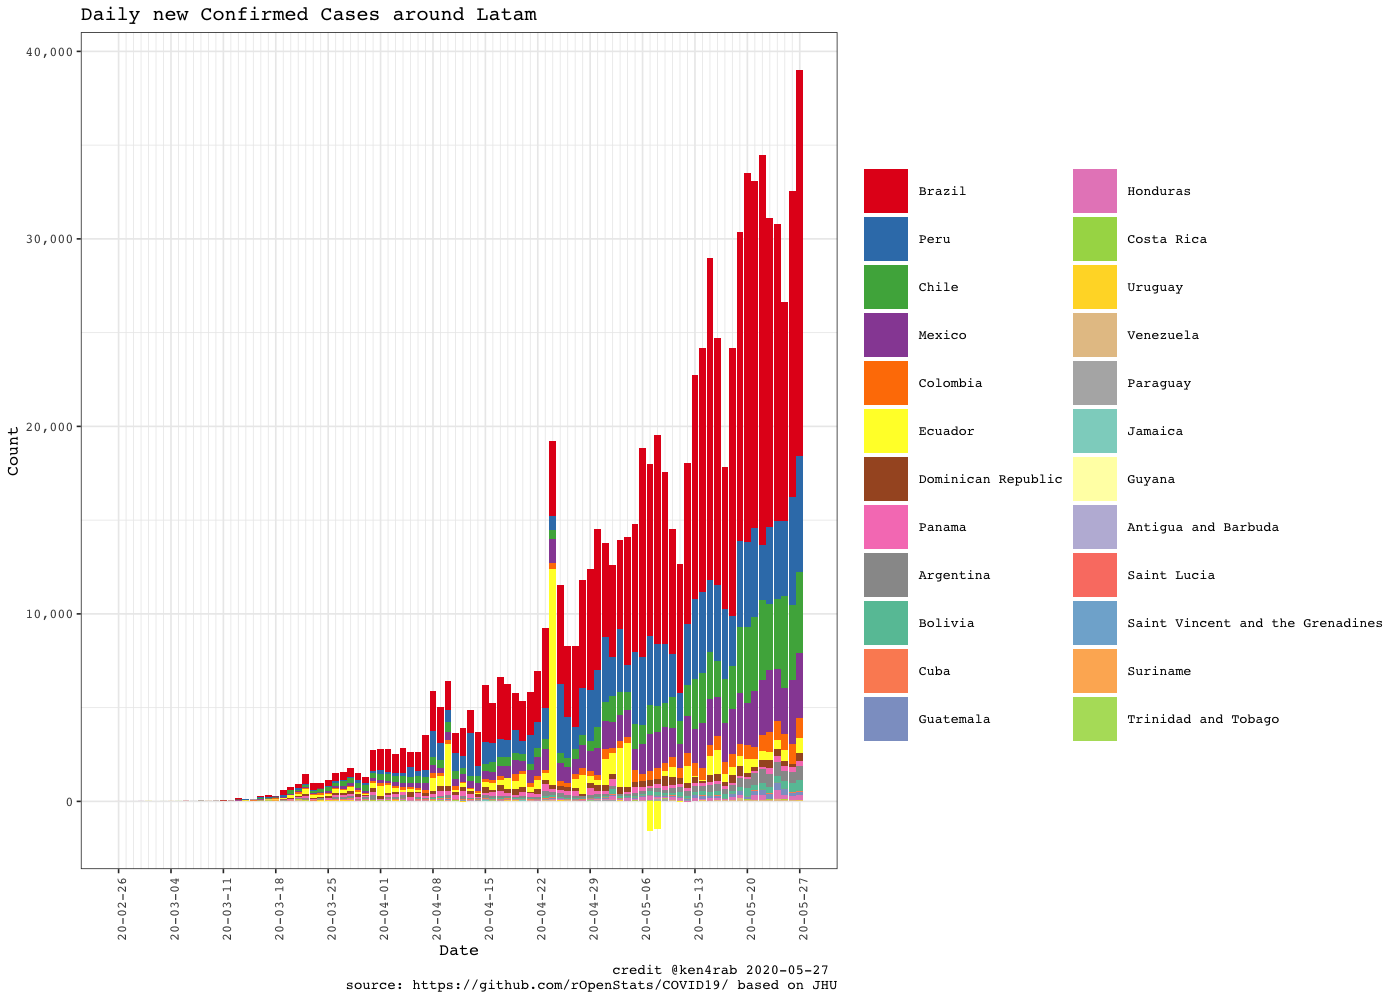 Daily new Confirmed Cases around Latam
40,000
30,000
20,000
10,000
0
Count
20-02-26
20-03-04
20-03-11
20-03-18
20-03-25
20-04-01
20-04-08
20-04-15
20-04-22
20-04-29
20-05-06
20-05-13
20-05-20
20-05-27
Date
Brazil
Peru
Chile
Mexico
Colombia
Ecuador
Dominican Republic
Panama
Argentina
Bolivia
Cuba
Guatemala
Honduras
Costa Rica
Uruguay
Venezuela
Paraguay
Jamaica
Guyana
Antigua and Barbuda
Saint Lucia
Saint Vincent and the Grenadines
Suriname
Trinidad and Tobago
credit @ken4rab 2020-05-27
source: https://github.com/rOpenStats/COVID19/ based on JHU